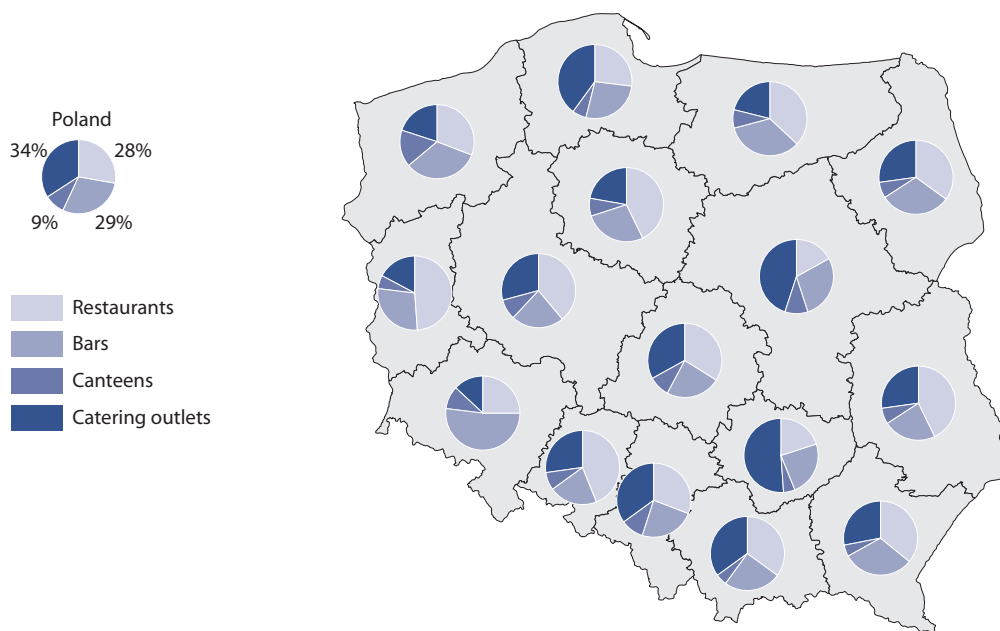 Poland
34% 28%
9% 29%
Restaurants
Bars
Canteens
Catering outlets